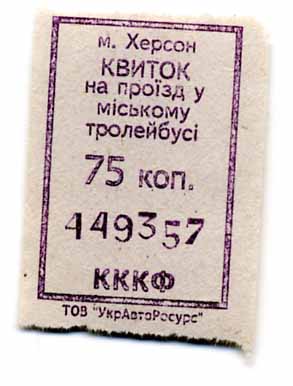 м. Херсон
КВИТОК
на проїзд у
міському
тролейбусі
75 коп.
449357
КККФ
ТОВ "УкрАвтоРесурс"